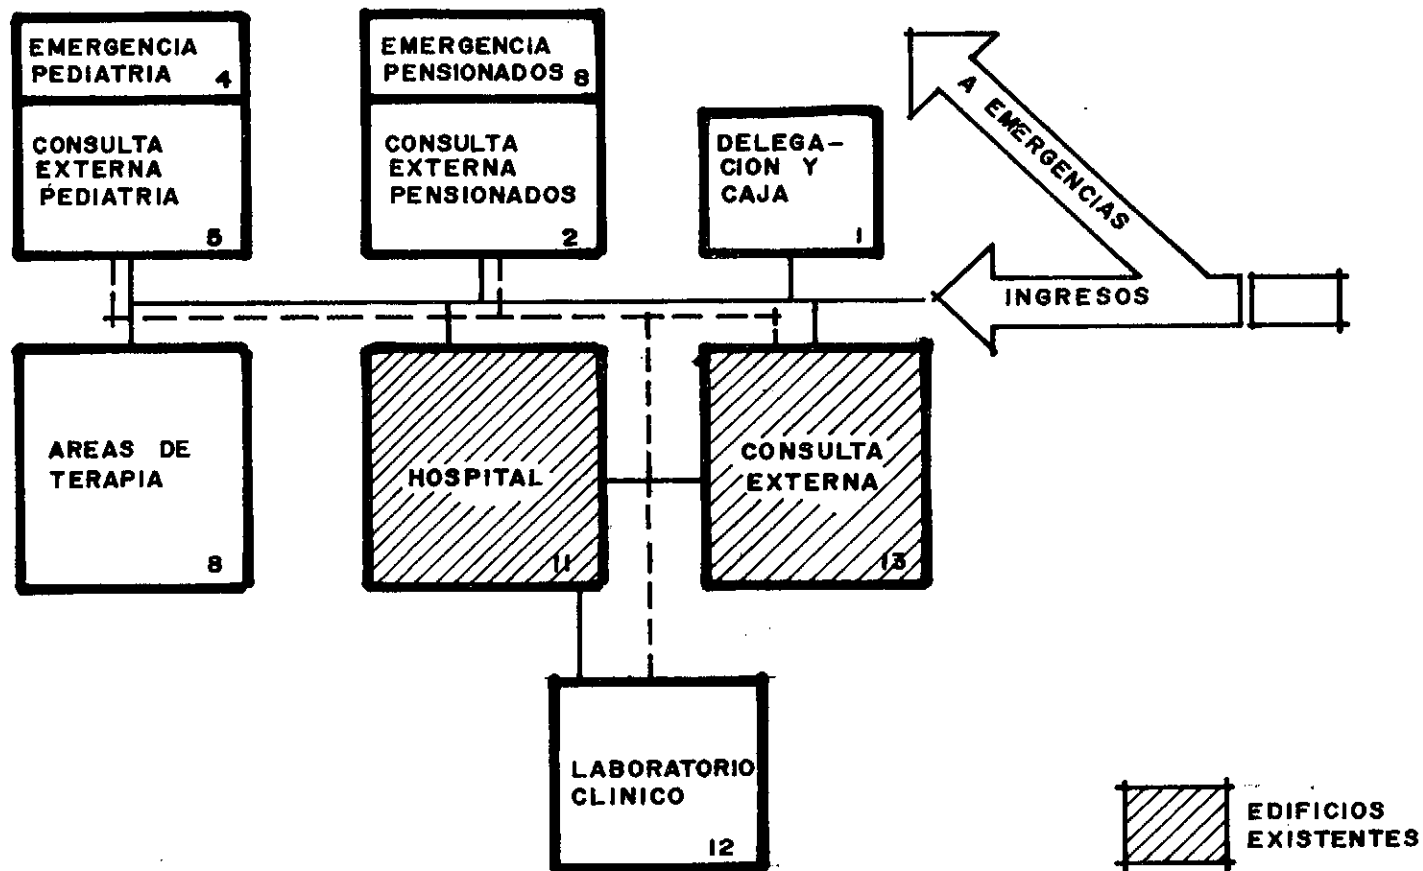 EMERGENCIA
PEDIATRIA 4
CONSULTA
EXTERNA
PEDIATRIA
5
EMERGENCIA
PENSIONADOS 8
CONSULTA
EXTERNA
PENSIONADOS
2
DELEGA-
CION Y
CAJA
1
A EMERGENCIAS
INGRESOS
AREAS DE
TERAPIA
8
HOSPITAL
11
CONSULTA
EXTERNA
13
LABORATORIO
CLINICO
12
EDIFICIOS
EXISTENTES